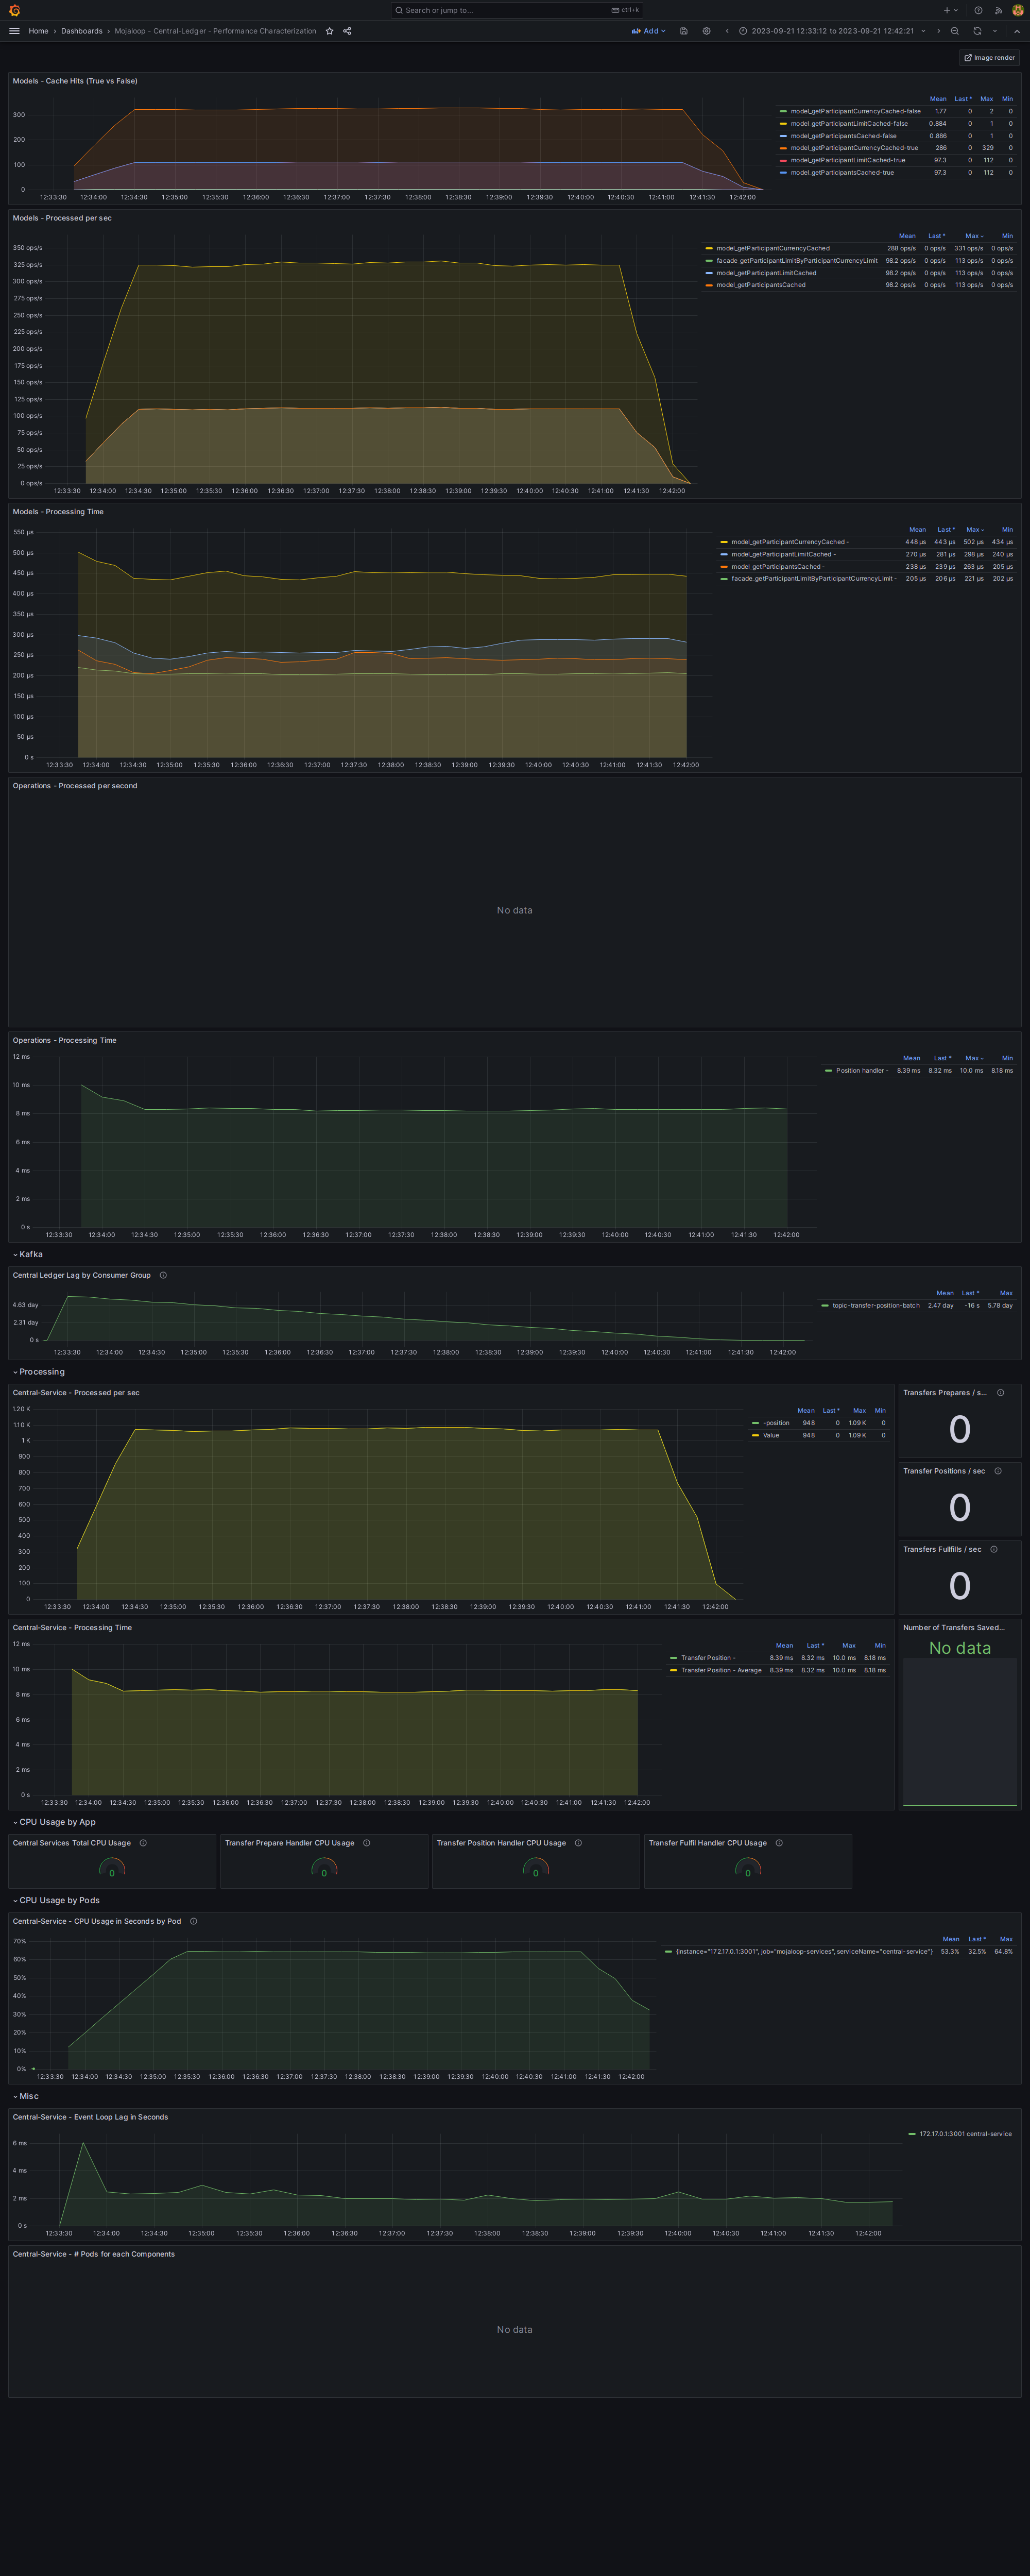 Search or jump to... ctrl+k
Home › Dashboards › Mojaloop - Central-Ledger - Performance Characterization
Add 2023-09-21 12:33:12 to 2023-09-21 12:42:21
Image render
Models - Cache Hits (True vs False)
300
200
100
0
12:33:30 12:34:00 12:34:30 12:35:00 12:35:30 12:36:00 12:36:30 12:37:00 12:37:30 12:38:00 12:38:30 12:39:00 12:39:30 12:40:00 12:40:30 12:41:00 12:41:30 12:42:00
Mean Last * Max Min
model_getParticipantCurrencyCached-false 1.77 0 2 0
model_getParticipantLimitCached-false 0.884 0 1 0
model_getParticipantsCached-false 0.886 0 1 0
model_getParticipantCurrencyCached-true 286 0 329 0
model_getParticipantLimitCached-true 97.3 0 112 0
model_getParticipantsCached-true 97.3 0 112 0
Models - Processed per sec
350 ops/s
325 ops/s
300 ops/s
275 ops/s
250 ops/s
225 ops/s
200 ops/s
175 ops/s
150 ops/s
125 ops/s
100 ops/s
75 ops/s
50 ops/s
25 ops/s
0 ops/s
12:33:30 12:34:00 12:34:30 12:35:00 12:35:30 12:36:00 12:36:30 12:37:00 12:37:30 12:38:00 12:38:30 12:39:00 12:39:30 12:40:00 12:40:30 12:41:00 12:41:30 12:42:00
Mean Last * Max Min
model_getParticipantCurrencyCached 288 ops/s 0 ops/s 331 ops/s 0 ops/s
facade_getParticipantLimitByParticipantCurrencyLimit 98.2 ops/s 0 ops/s 113 ops/s 0 ops/s
model_getParticipantLimitCached 98.2 ops/s 0 ops/s 113 ops/s 0 ops/s
model_getParticipantsCached 98.2 ops/s 0 ops/s 113 ops/s 0 ops/s
Models - Processing Time
550 µs
500 µs
450 µs
400 µs
350 µs
300 µs
250 µs
200 µs
150 µs
100 µs
50 µs
0 s
12:33:30 12:34:00 12:34:30 12:35:00 12:35:30 12:36:00 12:36:30 12:37:00 12:37:30 12:38:00 12:38:30 12:39:00 12:39:30 12:40:00 12:40:30 12:41:00 12:41:30 12:42:00
Mean Last * Max Min
model_getParticipantCurrencyCached - 448 µs 443 µs 502 µs 434 µs
model_getParticipantLimitCached - 270 µs 281 µs 298 µs 240 µs
model_getParticipantsCached - 238 µs 239 µs 263 µs 205 µs
facade_getParticipantLimitByParticipantCurrencyLimit - 205 µs 206 µs 221 µs 202 µs
Operations - Processed per second
No data
Operations - Processing Time
12 ms
10 ms
8 ms
6 ms
4 ms
2 ms
0 s
12:33:30 12:34:00 12:34:30 12:35:00 12:35:30 12:36:00 12:36:30 12:37:00 12:37:30 12:38:00 12:38:30 12:39:00 12:39:30 12:40:00 12:40:30 12:41:00 12:41:30 12:42:00
Mean Last * Max Min
Position handler - 8.39 ms 8.32 ms 10.0 ms 8.18 ms
Kafka
Central Ledger Lag by Consumer Group
4.63 day
2.31 day
0 s
12:33:30 12:34:00 12:34:30 12:35:00 12:35:30 12:36:00 12:36:30 12:37:00 12:37:30 12:38:00 12:38:30 12:39:00 12:39:30 12:40:00 12:40:30 12:41:00 12:41:30 12:42:00
Mean Last * Max
topic-transfer-position-batch 2.47 day -16 s 5.78 day
Processing
Central-Service - Processed per sec
1.20 K
1.10 K
1 K
900
800
700
600
500
400
300
200
100
0
12:33:30 12:34:00 12:34:30 12:35:00 12:35:30 12:36:00 12:36:30 12:37:00 12:37:30 12:38:00 12:38:30 12:39:00 12:39:30 12:40:00 12:40:30 12:41:00 12:41:30 12:42:00
Mean Last * Max Min
-position 948 0 1.09 K 0
Value 948 0 1.09 K 0
Transfers Prepares / s...
0
Transfer Positions / sec
0
Transfers Fullfills / sec
0
Central-Service - Processing Time
12 ms
10 ms
8 ms
6 ms
4 ms
2 ms
0 s
12:33:30 12:34:00 12:34:30 12:35:00 12:35:30 12:36:00 12:36:30 12:37:00 12:37:30 12:38:00 12:38:30 12:39:00 12:39:30 12:40:00 12:40:30 12:41:00 12:41:30 12:42:00
Mean Last * Max Min
Transfer Position - 8.39 ms 8.32 ms 10.0 ms 8.18 ms
Transfer Position - Average 8.39 ms 8.32 ms 10.0 ms 8.18 ms
Number of Transfers Saved...
No data
CPU Usage by App
Central Services Total CPU Usage
0
Transfer Prepare Handler CPU Usage
0
Transfer Position Handler CPU Usage
0
Transfer Fulfil Handler CPU Usage
0
CPU Usage by Pods
Central-Service - CPU Usage in Seconds by Pod
70%
60%
50%
40%
30%
20%
10%
0%
12:33:30 12:34:00 12:34:30 12:35:00 12:35:30 12:36:00 12:36:30 12:37:00 12:37:30 12:38:00 12:38:30 12:39:00 12:39:30 12:40:00 12:40:30 12:41:00 12:41:30 12:42:00
Mean Last * Max
{instance="172.17.0.1:3001", job="mojaloop-services", serviceName="central-service"} 53.3% 32.5% 64.8%
Misc
Central-Service - Event Loop Lag in Seconds
6 ms
4 ms
2 ms
0 s
12:33:30 12:34:00 12:34:30 12:35:00 12:35:30 12:36:00 12:36:30 12:37:00 12:37:30 12:38:00 12:38:30 12:39:00 12:39:30 12:40:00 12:40:30 12:41:00 12:41:30 12:42:00
172.17.0.1:3001 central-service
Central-Service - # Pods for each Components
No data